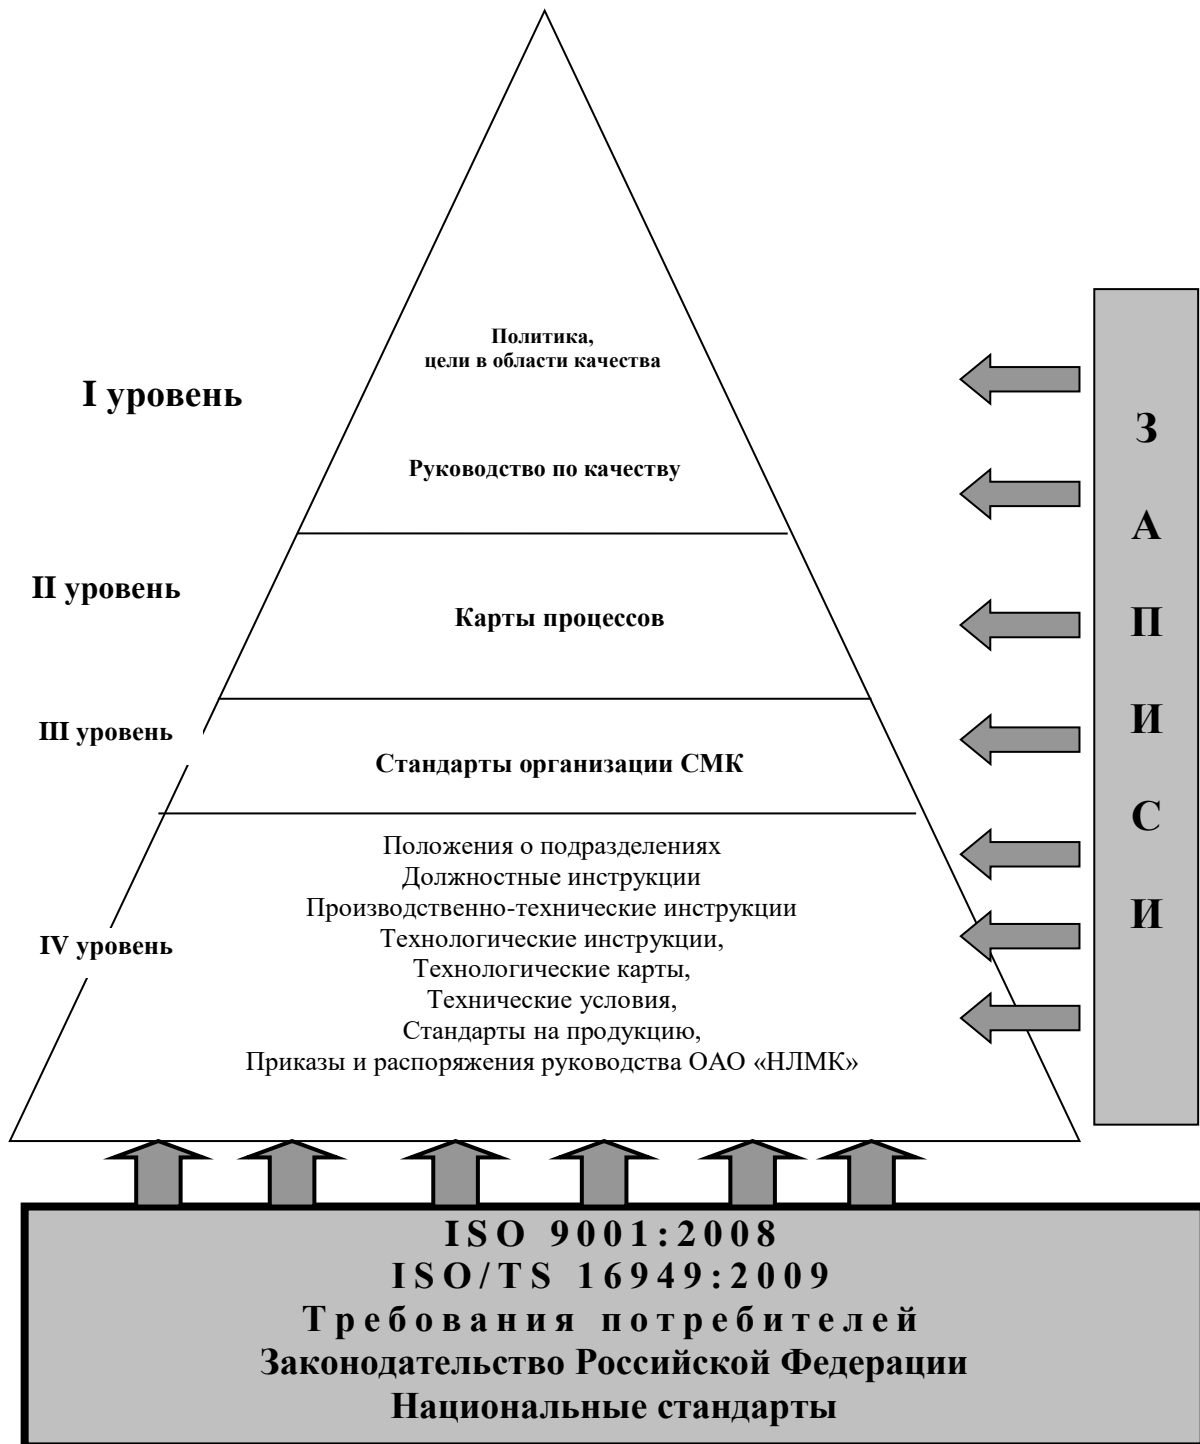 Политика,
цели в области качества
I уровень
Руководство по качеству
II уровень
Карты процессов
III уровень
Стандарты организации СМК
Положения о подразделениях
Должностные инструкции
Производственно-технические инструкции
IV уровень
Технологические инструкции,
Технологические карты,
Технические условия,
Стандарты на продукцию,
Приказы и распоряжения руководства ОАО «НЛМК»
З
А
П
И
С
И
ISO 9001:2008
ISO/TS 16949:2009
Требования потребителей
Законодательство Российской Федерации
Национальные стандарты